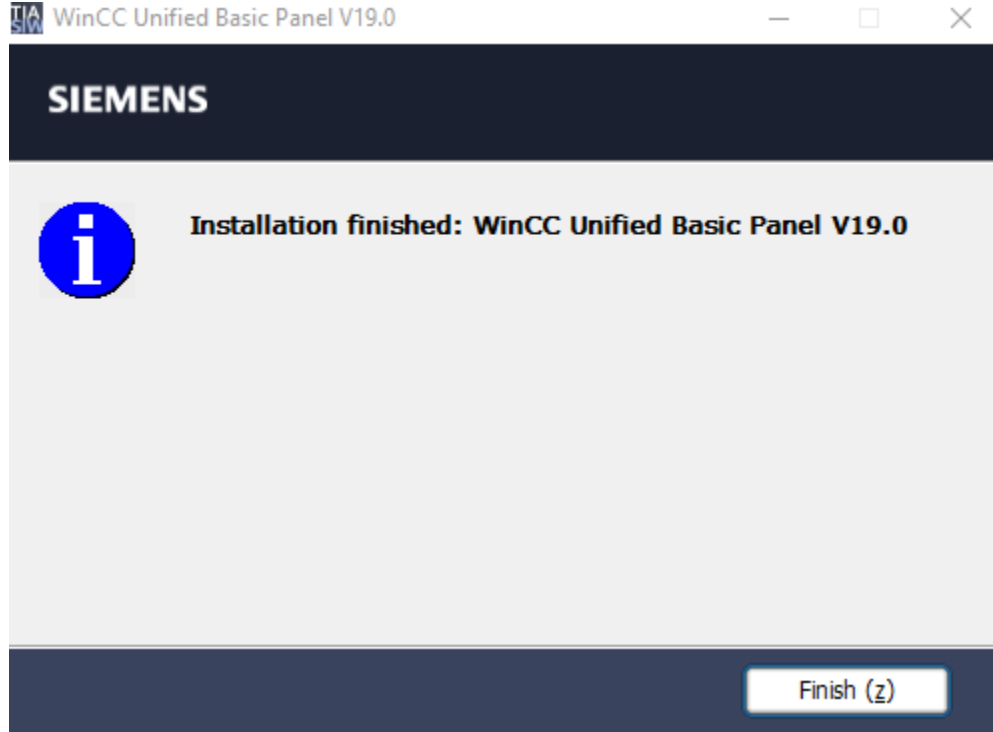 TIA
SIW
WinCC Unified Basic Panel V19.0
SIEMENS
i
Installation finished: WinCC Unified Basic Panel V19.0
Finish (z)